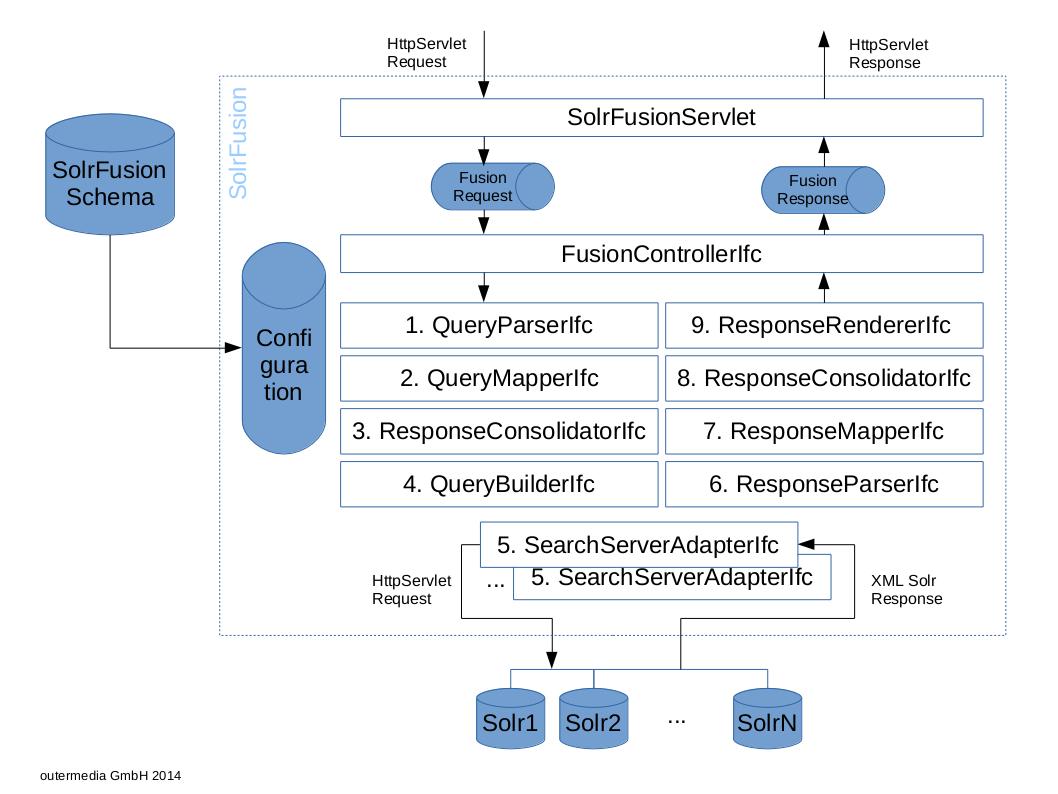 HttpServlet
Request
HttpServlet
Response
SolrFusion
SolrFusionServlet
SolrFusion
Schema
Fusion
Request
Fusion
Response
FusionControllerIfc
Confi
gura
tion
1. QueryParserIfc
9. ResponseRendererIfc
2. QueryMapperIfc
8. ResponseConsolidatorIfc
3. ResponseConsolidatorIfc
7. ResponseMapperIfc
4. QueryBuilderIfc
6. ResponseParserIfc
5. SearchServerAdapterIfc
... 5. SearchServerAdapterIfc
HttpServlet
Request
XML Solr
Response
Solr1
Solr2
...
SolrN
outermedia GmbH 2014